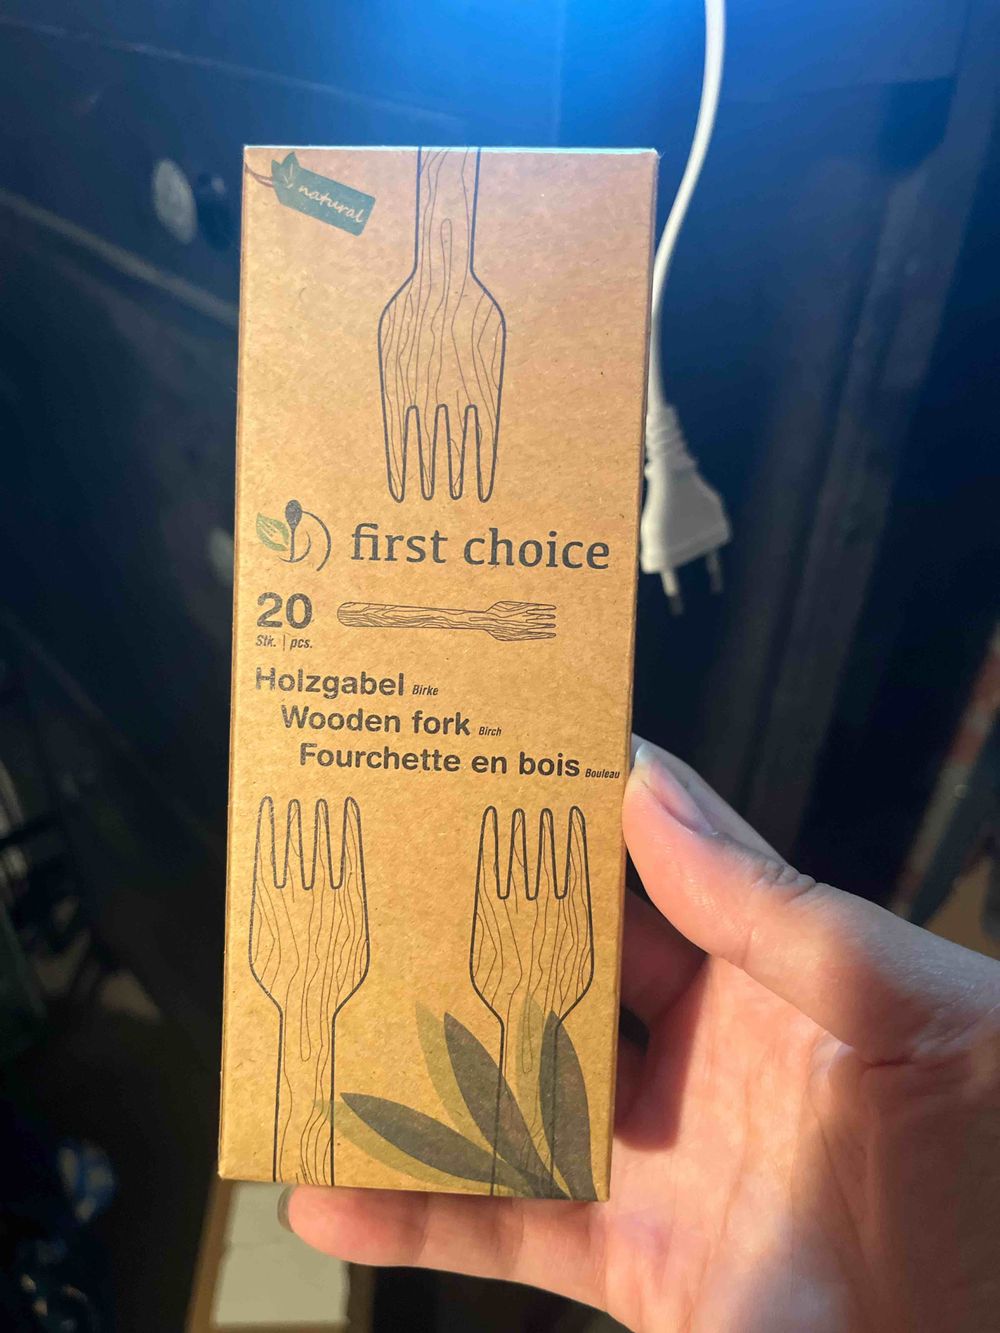 natural
first choice
20
Stk. | pcs.
Holzgabel Birke
Wooden fork Birch
Fourchette en bois Bouleau